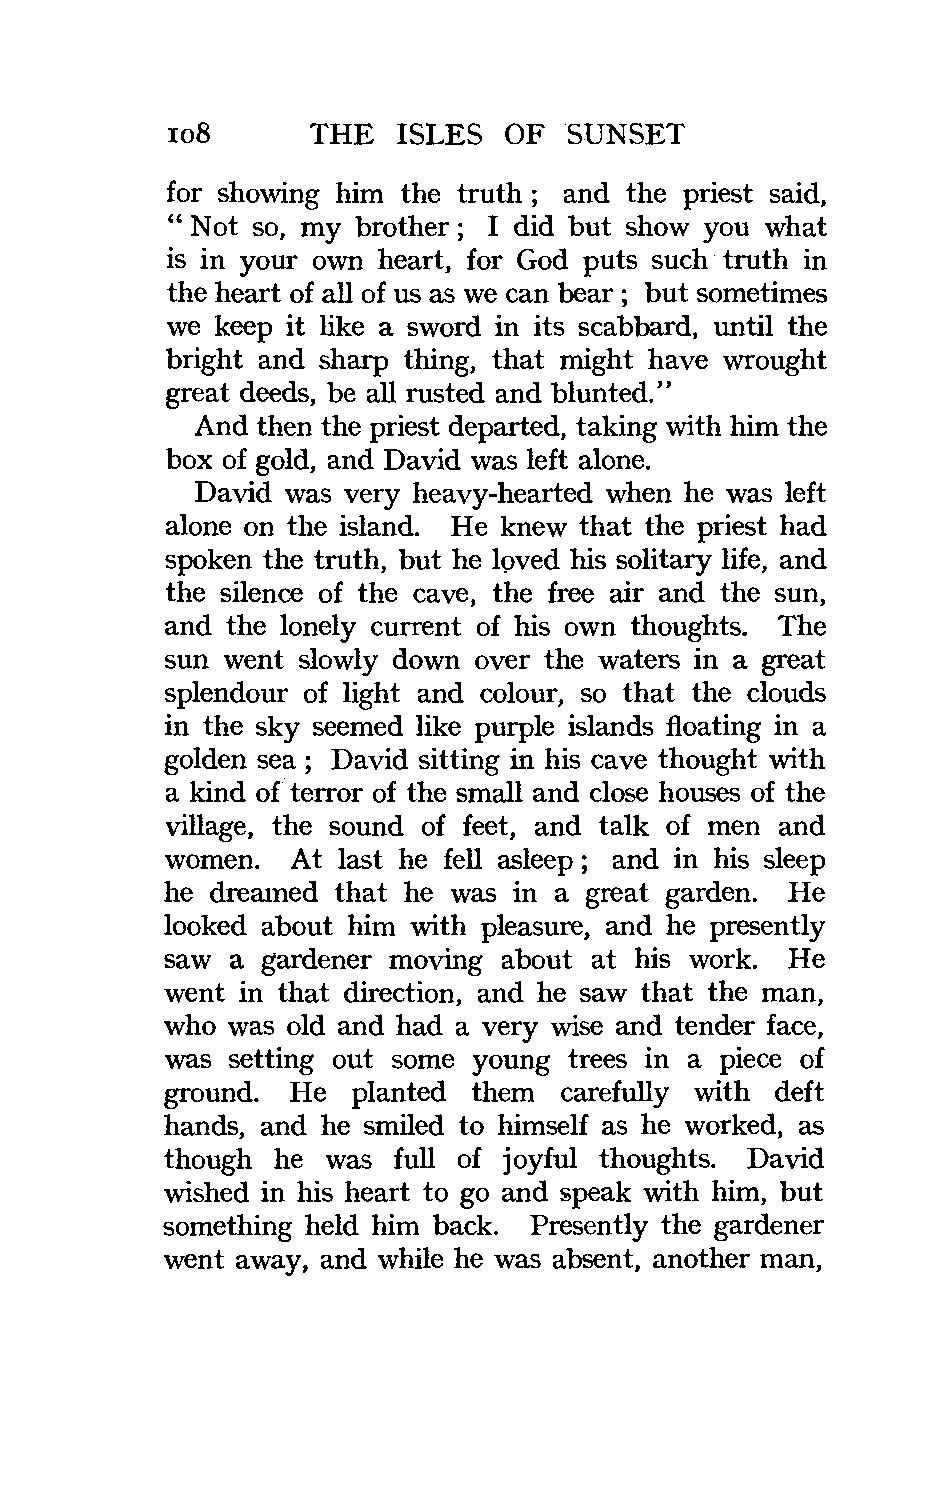 108 THE ISLES OF SUNSET
for showing him the truth ; and the priest said,
“ Not so, my brother ; I did but show you what
is in your own heart, for God puts such truth in
the heart of all of us as we can bear ; but sometimes
we keep it like a sword in its scabbard, until the
bright and sharp thing, that might have wrought
great deeds, be all rusted and blunted.”
And then the priest departed, taking with him the
box of gold, and David was left alone.
David was very heavy-hearted when he was left
alone on the island. He knew that the priest had
spoken the truth, but he loved his solitary life, and
the silence of the cave, the free air and the sun,
and the lonely current of his own thoughts. The
sun went slowly down over the waters in a great
splendour of light and colour, so that the clouds
in the sky seemed like purple islands floating in a
golden sea ; David sitting in his cave thought with
a kind of terror of the small and close houses of the
village, the sound of feet, and talk of men and
women. At last he fell asleep ; and in his sleep
he dreamed that he was in a great garden. He
looked about him with pleasure, and he presently
saw a gardener moving about at his work. He
went in that direction, and he saw that the man,
who was old and had a very wise and tender face,
was setting out some young trees in a piece of
ground. He planted them carefully with deft
hands, and he smiled to himself as he worked, as
though he was full of joyful thoughts. David
wished in his heart to go and speak with him, but
something held him back. Presently the gardener
went away, and while he was absent, another man,